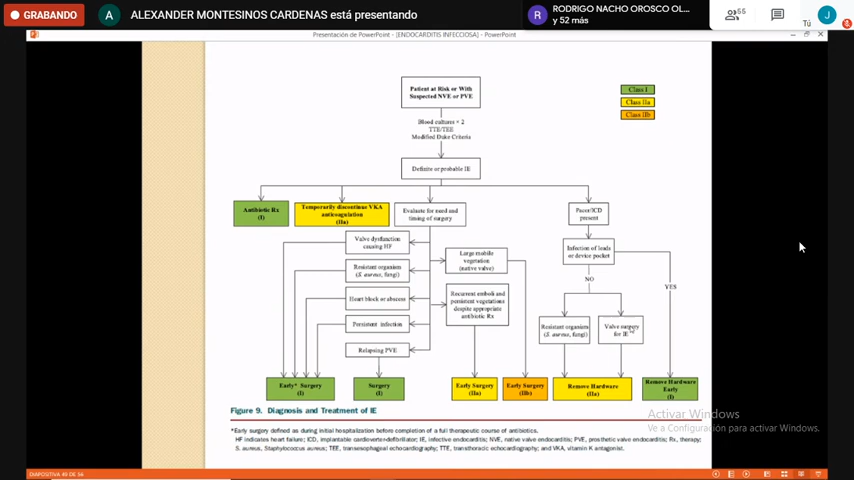 GRABANDO
A
ALEXANDER MONTESINOS CARDENAS está presentando
R
RODRIGO NACHO OROSCO OL...
y 52 más
55
J
Tú
Presentación de PowerPoint - [ENDOCARDITIS INFECCIOSA] - PowerPoint
Patient at Risk or With
Suspected NVE or PVE
Class I
Class IIa
Class IIb
Blood cultures × 2
TTE/TEE
Modified Duke Criteria
Definite or probable IE
Antibiotic Rx
(I)
Temporarily discontinue VKA
anticoagulation
(IIa)
Evaluate for need and
timing of surgery
Pacer/ICD
present
Valve dysfunction
causing HF
Large mobile
vegetation
(native valve)
Infection of leads
or device pocket
Resistant organism
(S. aureus, fungi)
NO
YES
Heart block or abscess
Recurrent emboli and
persistent vegetations
despite appropriate
antibiotic Rx
Persistent infection
Resistant organism
(S. aureus, fungi)
Valve surgery
for IE
Relapsing PVE
Early* Surgery
(I)
Surgery
(I)
Early Surgery
(IIa)
Early Surgery
(IIb)
Remove Hardware
(IIa)
Remove Hardware
Early
(I)
Figure 9. Diagnosis and Treatment of IE
Activar Windows
Ve a Configuración para activar Windows.
*Early surgery defined as during initial hospitalization before completion of a full therapeutic course of antibiotics.
HF indicates heart failure; ICD, implantable cardioverter-defibrillator; IE, infective endocarditis; NVE, native valve endocarditis; PVE, prosthetic valve endocarditis; Rx, therapy;
S. aureus, Staphylococcus aureus; TEE, transesophageal echocardiography; TTE, transthoracic echocardiography; and VKA, vitamin K antagonist.
DIAPOSITIVA 49 DE 56